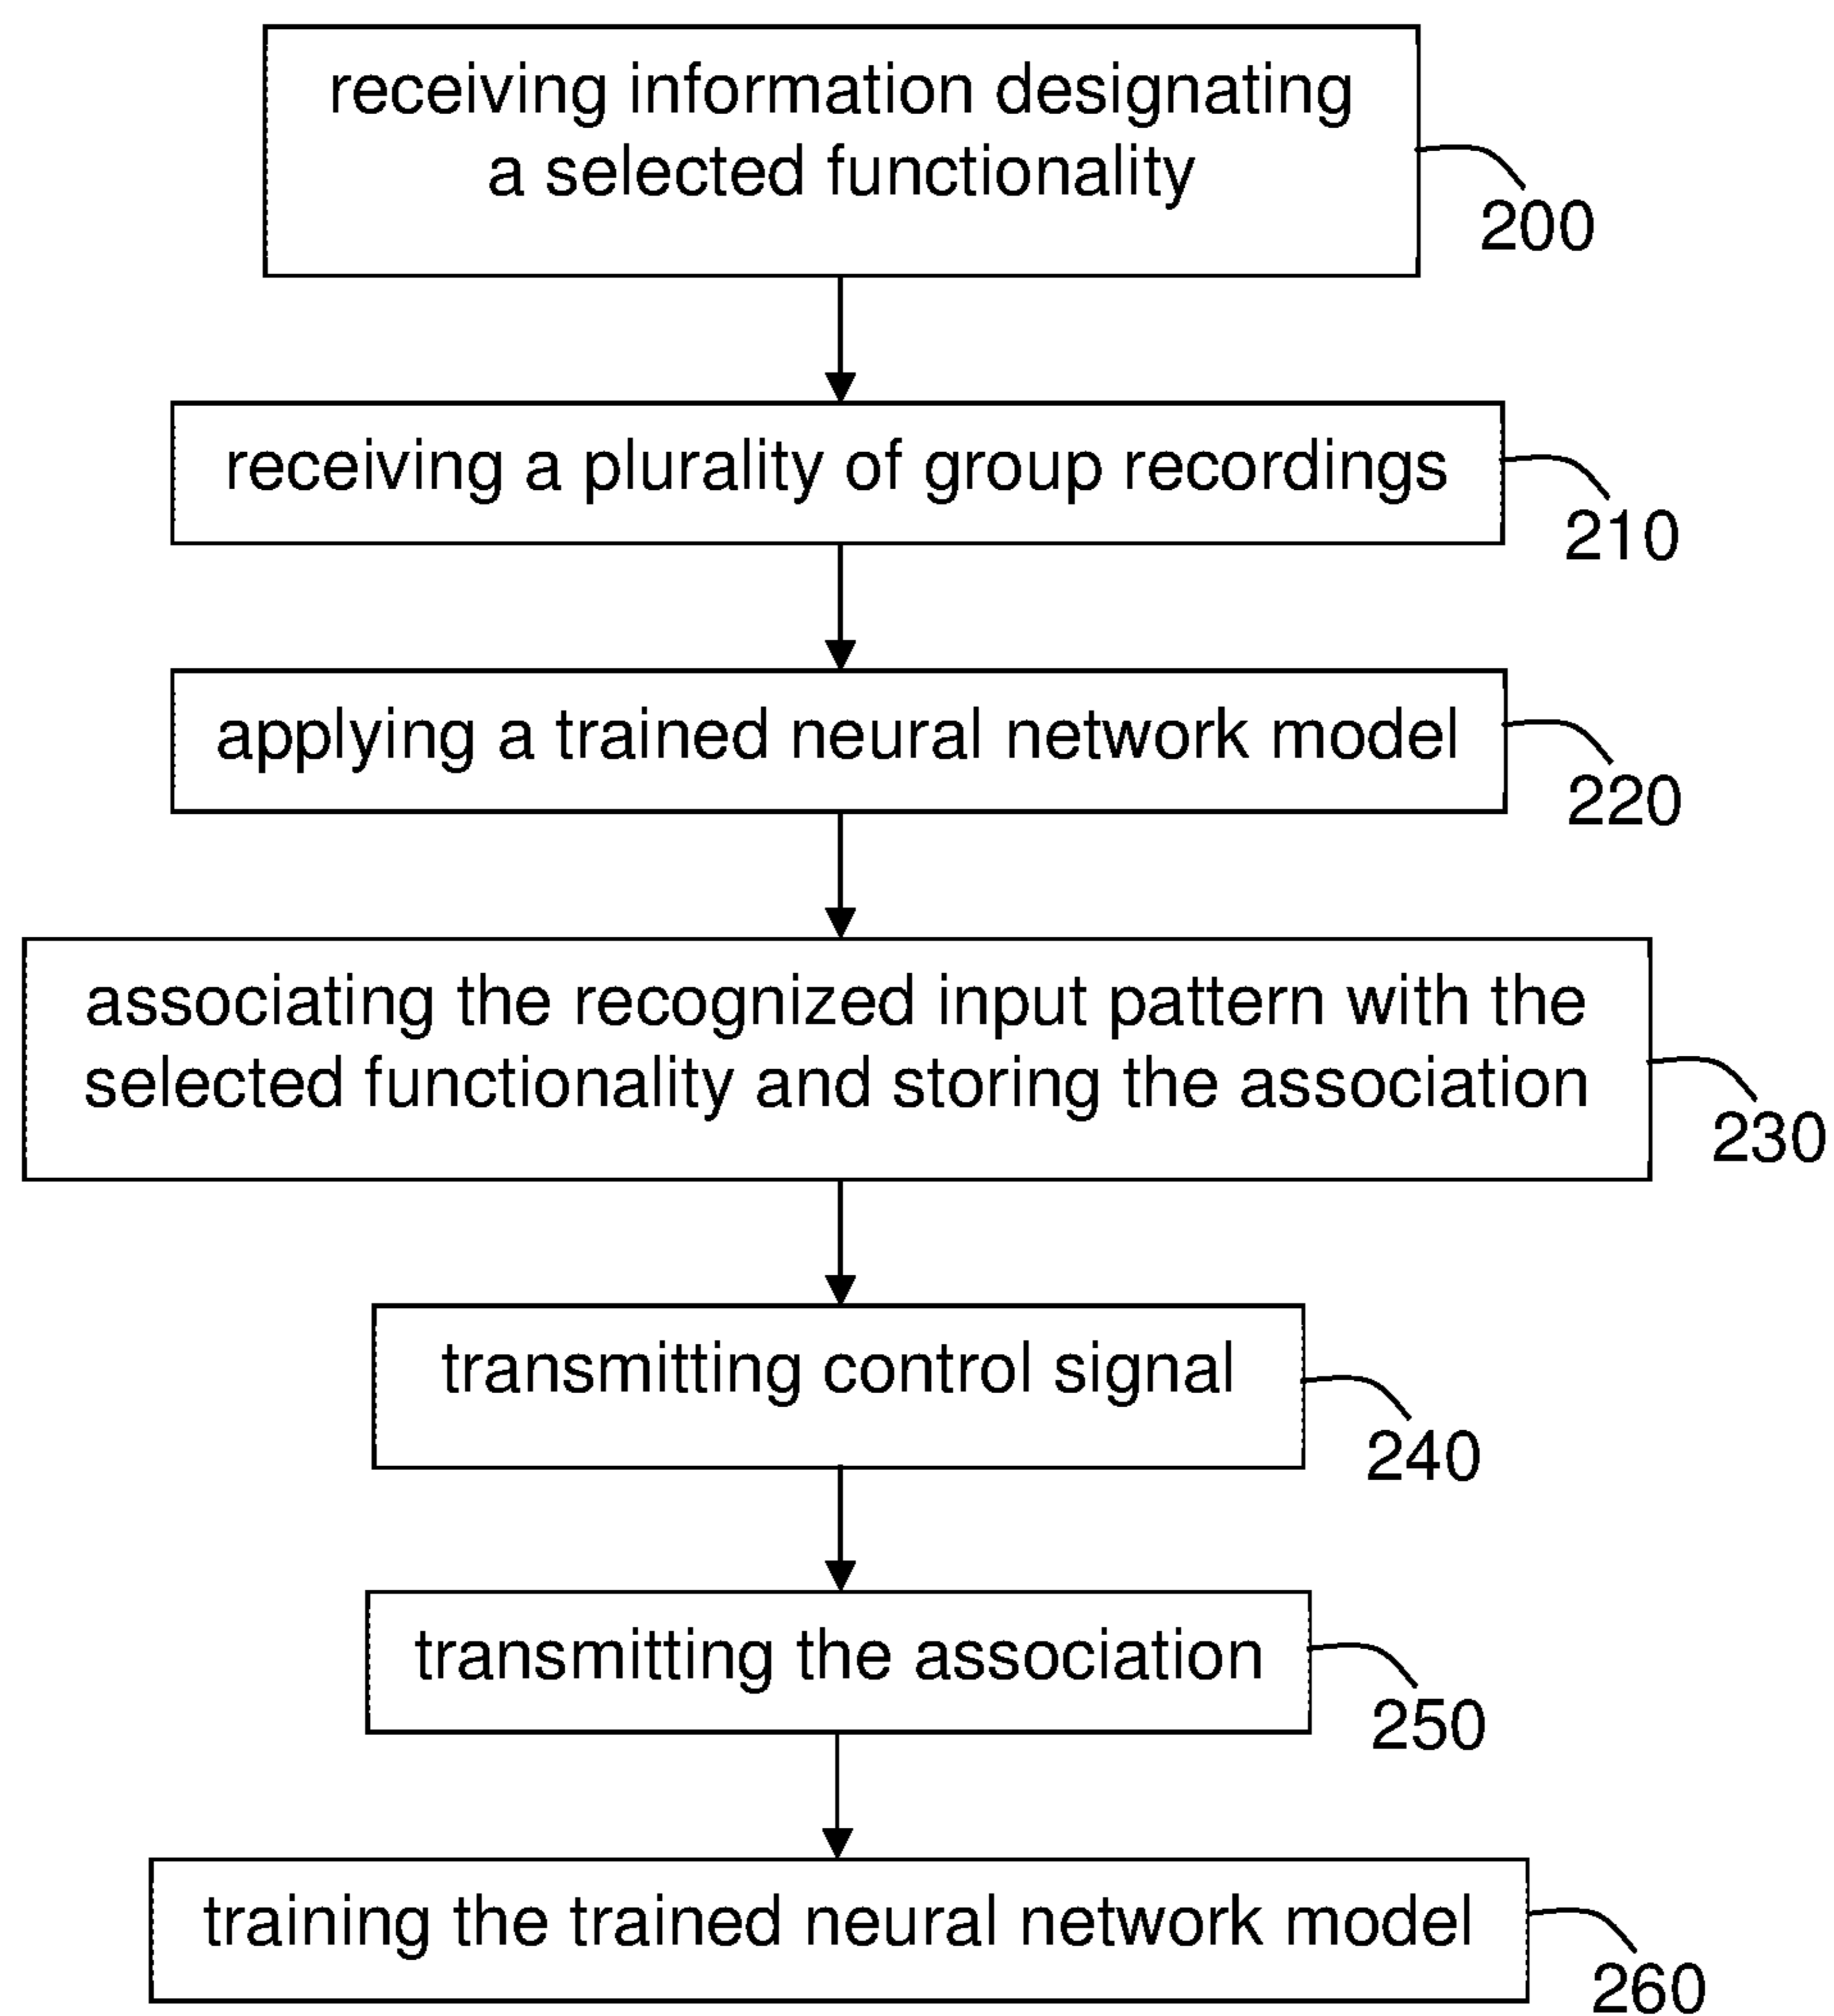 receiving information designating
a selected functionality
200
receiving a plurality of group recordings
210
applying a trained neural network model
220
associating the recognized input pattern with the
selected functionality and storing the association
230
transmitting control signal
240
transmitting the association
250
training the trained neural network model
260